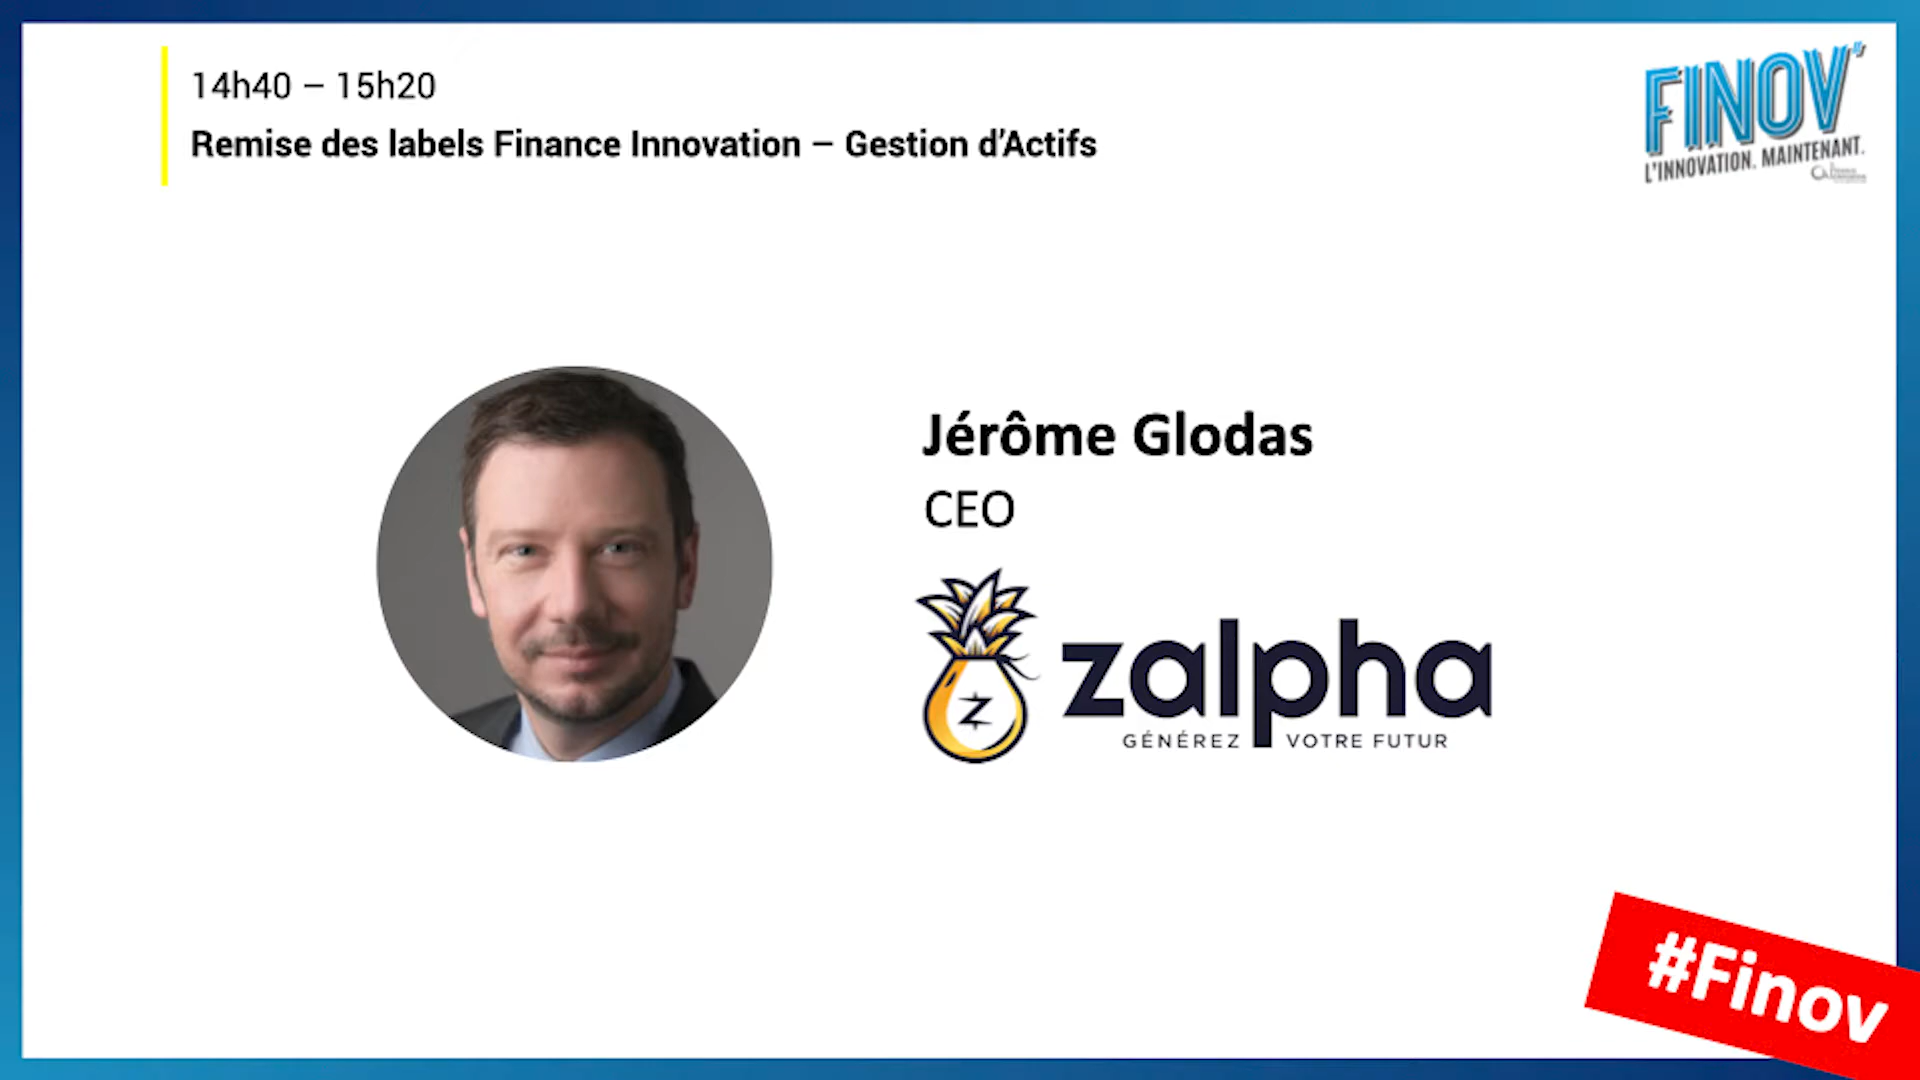 14h40 – 15h20
Remise des labels Finance Innovation – Gestion d'Actifs
FINOV'
L'INNOVATION. MAINTENANT.
Jérôme Glodas
CEO
Z
zalpha
GÉNÉREZ VOTRE FUTUR
#Finov